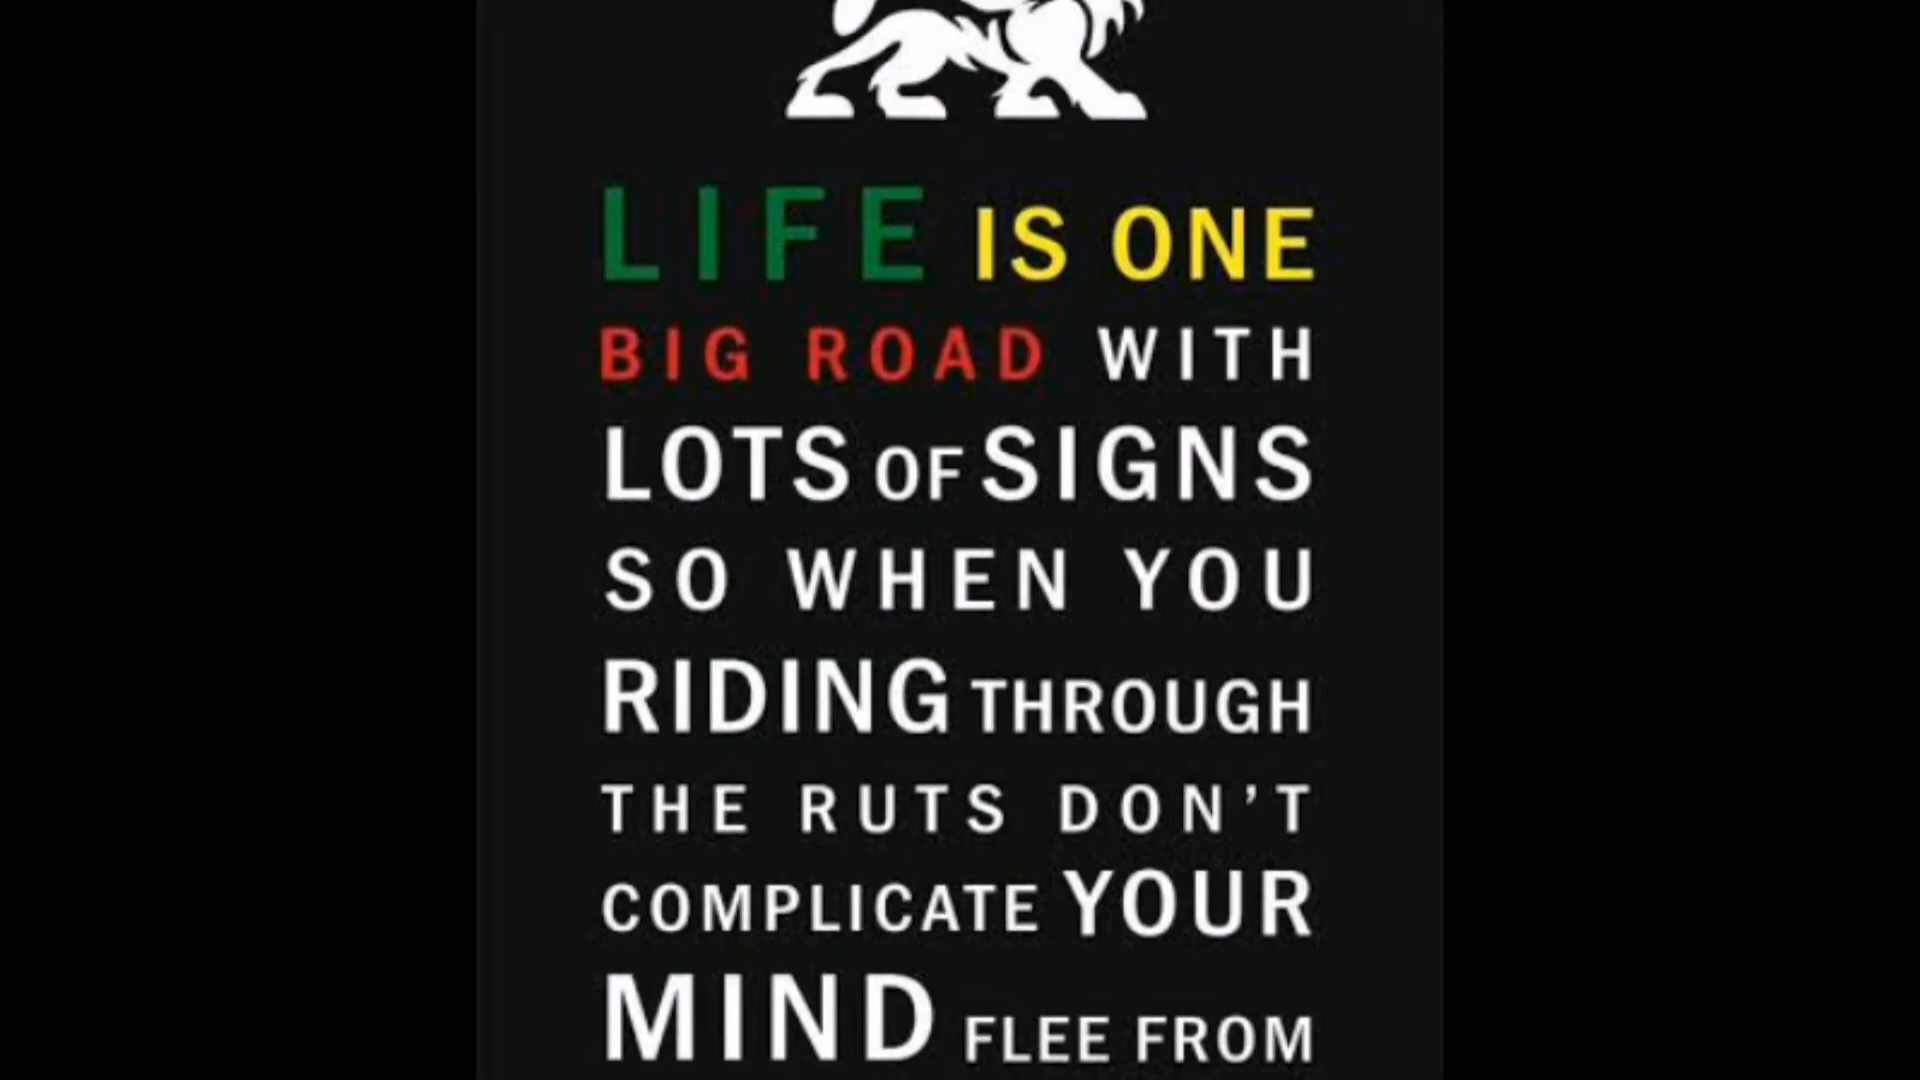 LIFE IS ONE
BIG ROAD WITH
LOTS OF SIGNS
SO WHEN YOU
RIDING THROUGH
THE RUTS DON'T
COMPLICATE YOUR
MIND FLEE FROM